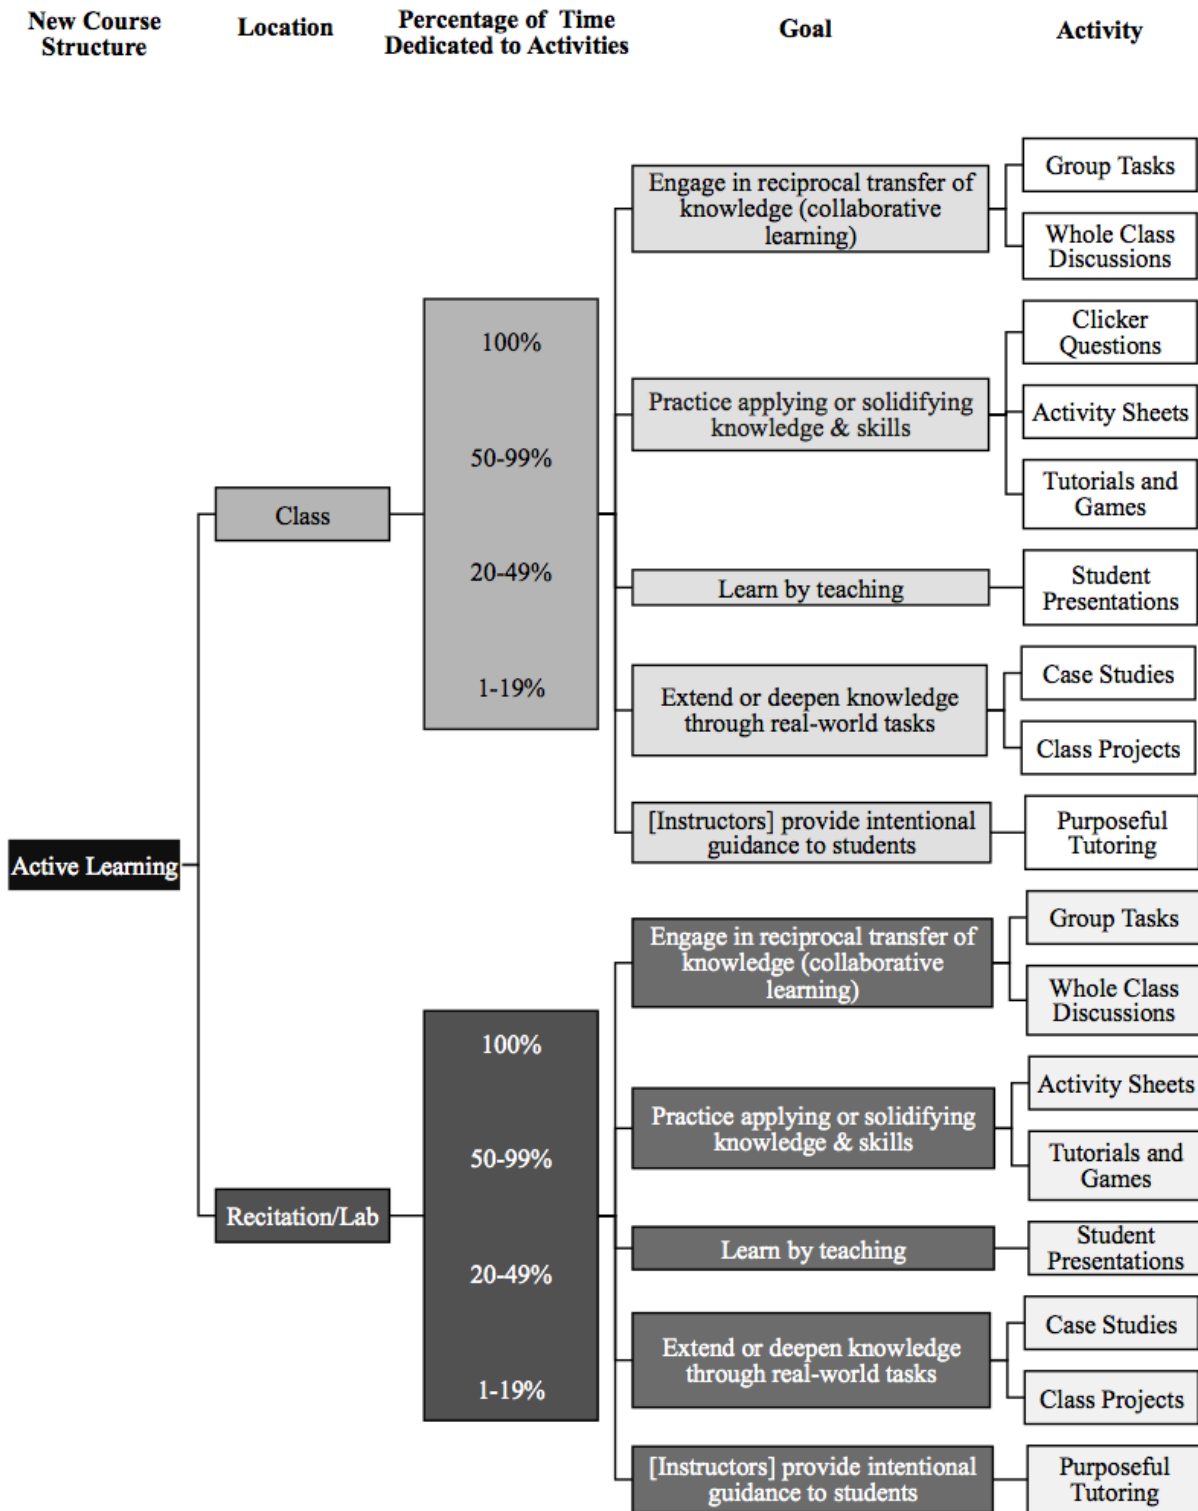 New Course
Structure
Location
Percentage of Time
Dedicated to Activities
Goal
Activity
Active Learning
Class
100%
50-99%
20-49%
1-19%
Engage in reciprocal transfer of
knowledge (collaborative
learning)
Group Tasks
Whole Class
Discussions
Practice applying or solidifying
knowledge & skills
Clicker
Questions
Activity Sheets
Tutorials and
Games
Learn by teaching
Student
Presentations
Extend or deepen knowledge
through real-world tasks
Case Studies
Class Projects
[Instructors] provide intentional
guidance to students
Purposeful
Tutoring
Recitation/Lab
100%
50-99%
20-49%
1-19%
Engage in reciprocal transfer of
knowledge (collaborative
learning)
Group Tasks
Whole Class
Discussions
Practice applying or solidifying
knowledge & skills
Activity Sheets
Tutorials and
Games
Learn by teaching
Student
Presentations
Extend or deepen knowledge
through real-world tasks
Case Studies
Class Projects
[Instructors] provide intentional
guidance to students
Purposeful
Tutoring